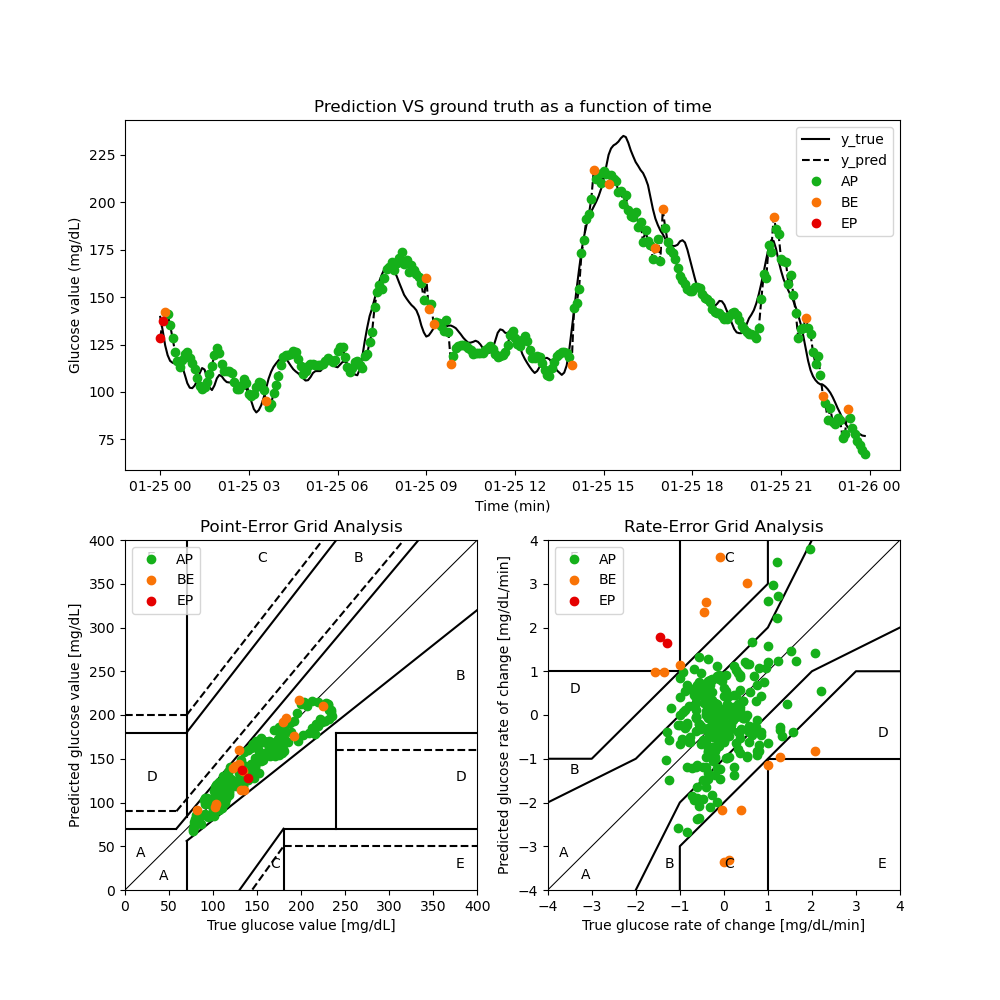 Prediction VS ground truth as a function of time
Glucose value (mg/dL)
225
200
175
150
125
100
75
y_true
y_pred
AP
BE
EP
01-25 00 01-25 03 01-25 06 01-25 09 01-25 12 01-25 15 01-25 18 01-25 21 01-26 00
Time (min)
Point-Error Grid Analysis
Predicted glucose value [mg/dL]
400
350
300
250
200
150
100
50
0
AP
BE
EP
C
B
B
D
D
A
A
C
E
0 50 100 150 200 250 300 350 400
True glucose value [mg/dL]
Rate-Error Grid Analysis
Predicted glucose rate of change [mg/dL/min]
4
3
2
1
0
−1
−2
−3
−4
AP
BE
EP
C
D
D
B
A
A
B
C
E
−4 −3 −2 −1 0 1 2 3 4
True glucose rate of change [mg/dL/min]